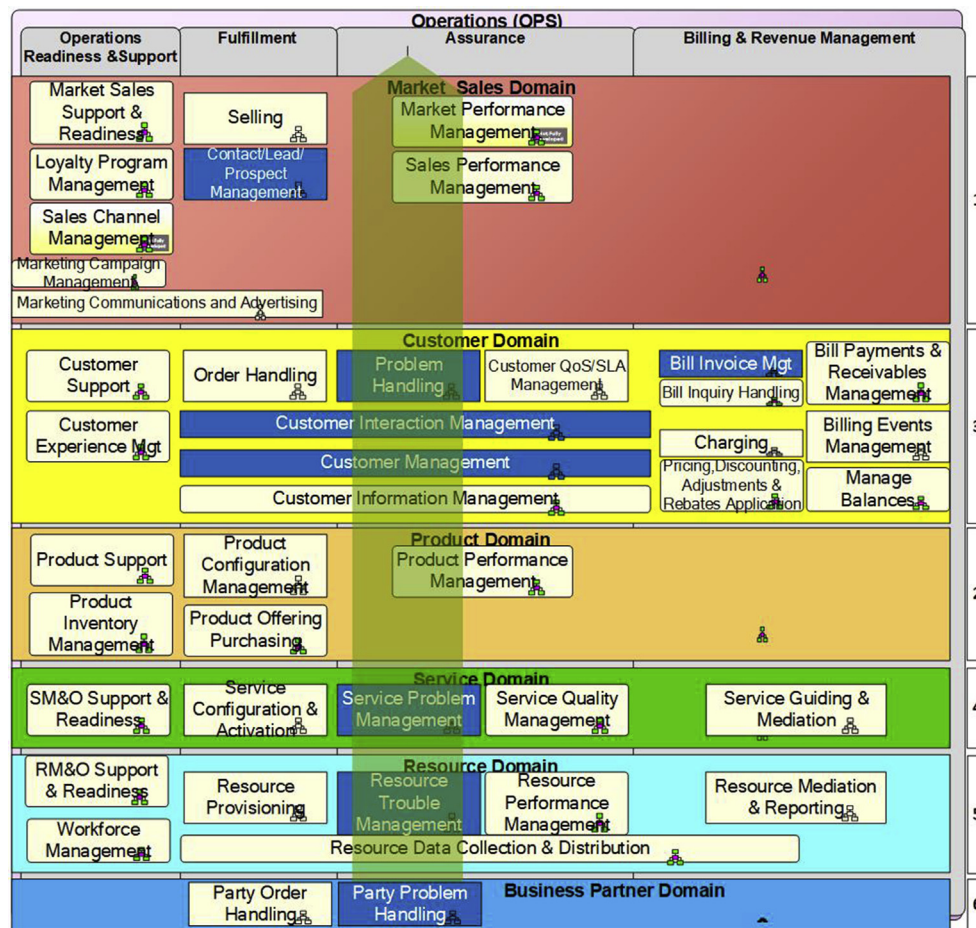 Operations (OPS)
Operations
Readiness &Support
Fulfillment
Assurance
Billing & Revenue Management
Market Sales Domain
Market Sales
Support &
Readiness
Selling
Market Performance
Management
Loyalty Program
Management
Contact/Lead/
Prospect
Management
Sales Performance
Management
Sales Channel
Management
Marketing Campaign
Management
Marketing Communications and Advertising
1
Customer Domain
Customer
Support
Order Handling
Problem
Handling
Customer QoS/SLA
Management
Bill Invoice Mgt
Bill Payments &
Receivables
Management
Bill Inquiry Handling
Customer
Experience Mgt
Customer Interaction Management
Billing Events
Management
3
Charging
Customer Management
Pricing,Discounting,
Adjustments &
Rebates Application
Manage
Balances
Customer Information Management
Product Domain
Product Support
Product
Configuration
Management
Product Performance
Management
Product
Inventory
Management
Product Offering
Purchasing
2
Service Domain
SM&O Support &
Readiness
Service
Configuration &
Activation
Service Problem
Management
Service Quality
Management
Service Guiding &
Mediation
4
Resource Domain
RM&O Support
& Readiness
Resource
Provisioning
Resource
Trouble
Management
Resource
Performance
Management
Resource Mediation
& Reporting
5
Workforce
Management
Resource Data Collection & Distribution
Business Partner Domain
Party Order
Handling
Party Problem
Handling
6